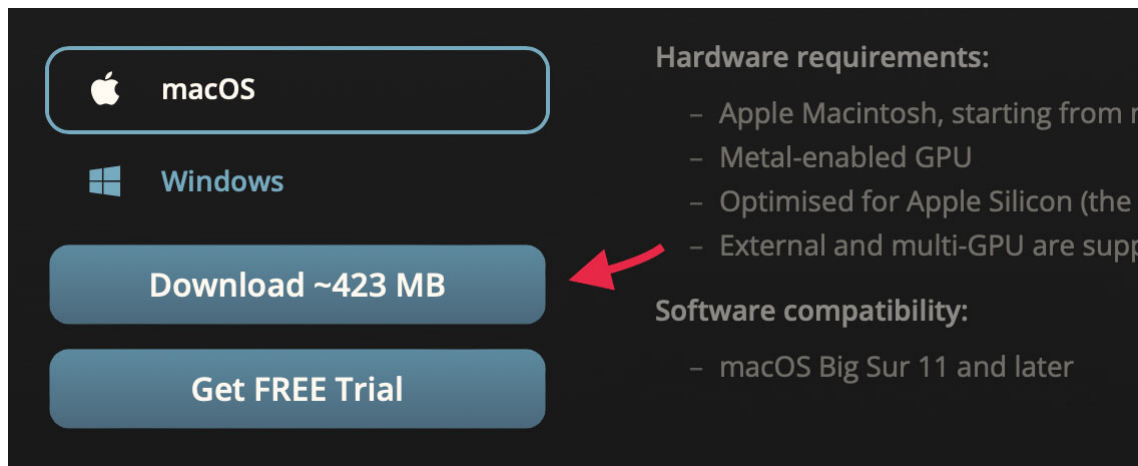 macOS
Windows
Download ~423 MB
Get FREE Trial
Hardware requirements:
– Apple Macintosh, starting from
– Metal-enabled GPU
– Optimised for Apple Silicon (the
– External and multi-GPU are
Software compatibility:
– macOS Big Sur 11 and later